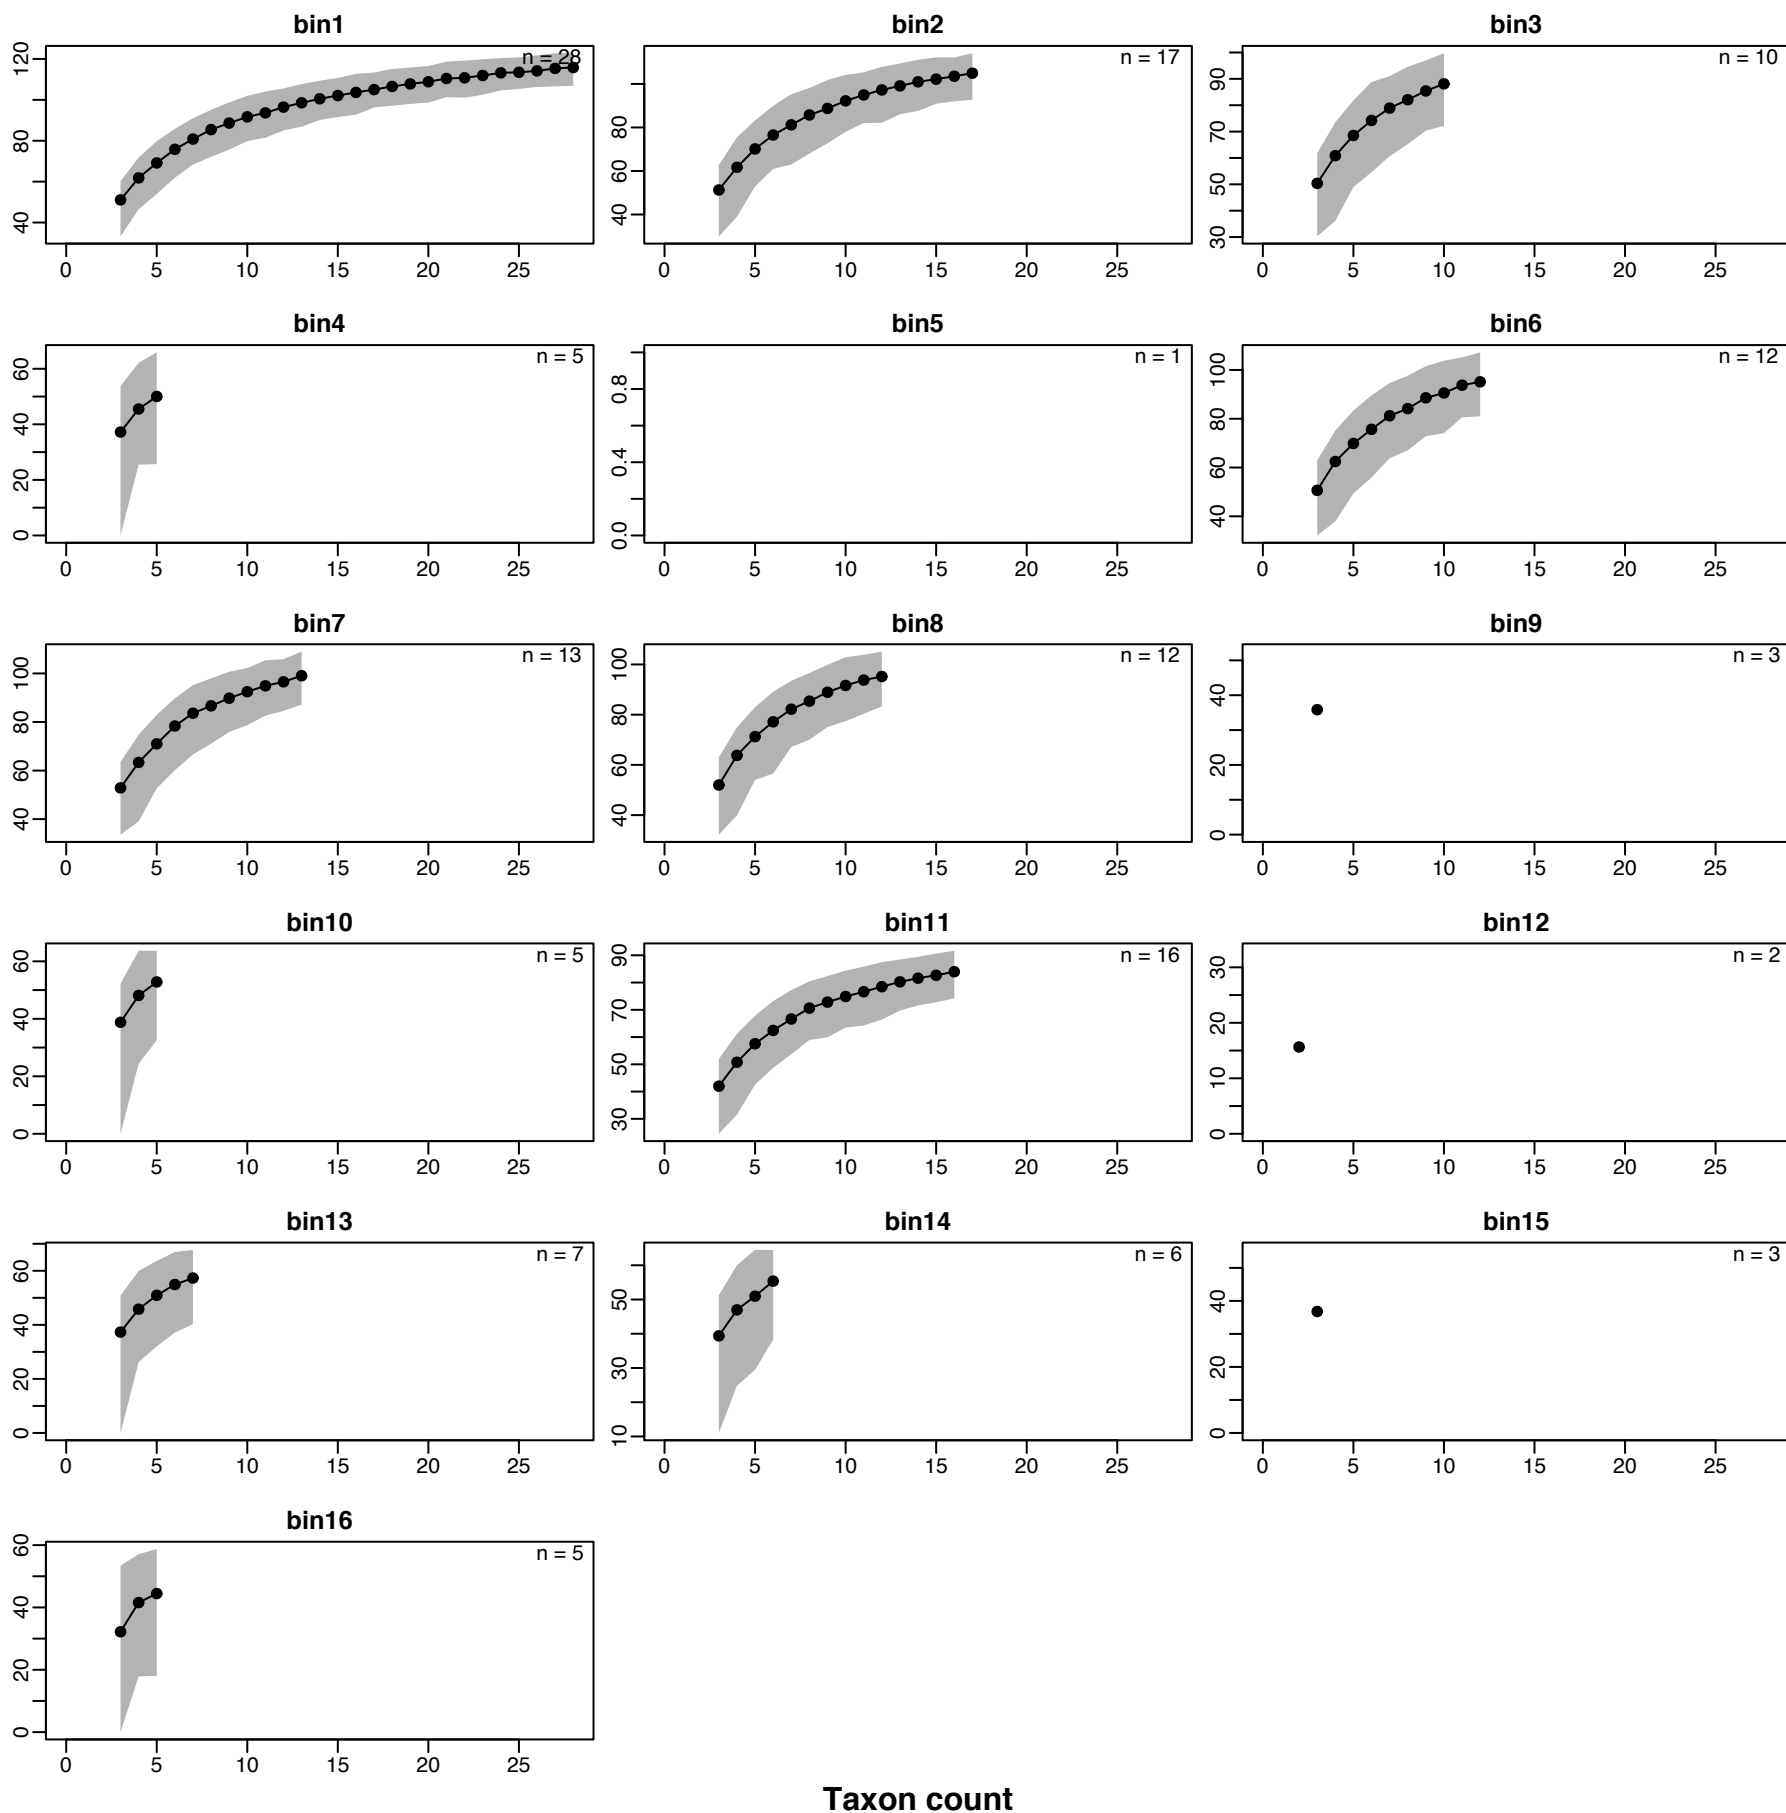 bin1 bin2 bin3
n = 28 n = 17 n = 10
120 80 40
80 60 40
90 70 50 30
0 5 10 15 20 25 0 5 10 15 20 25 0 5 10 15 20 25
bin4 bin5 bin6
n = 5 n = 1 n = 12
60 40 20 0
0.8 0.4 0.0
100 80 60 40
0 5 10 15 20 25 0 5 10 15 20 25 0 5 10 15 20 25
bin7 bin8 bin9
n = 13 n = 12 n = 3
100 80 60 40
100 80 60 40
40 20 0
0 5 10 15 20 25 0 5 10 15 20 25 0 5 10 15 20 25
bin10 bin11 bin12
n = 5 n = 16 n = 2
60 40 20 0
90 70 50 30
30 20 10 0
0 5 10 15 20 25 0 5 10 15 20 25 0 5 10 15 20 25
bin13 bin14 bin15
n = 7 n = 6 n = 3
60 40 20 0
50 30 10
40 20 0
0 5 10 15 20 25 0 5 10 15 20 25 0 5 10 15 20 25
bin16
n = 5
60 40 20 0
0 5 10 15 20 25
Taxon count